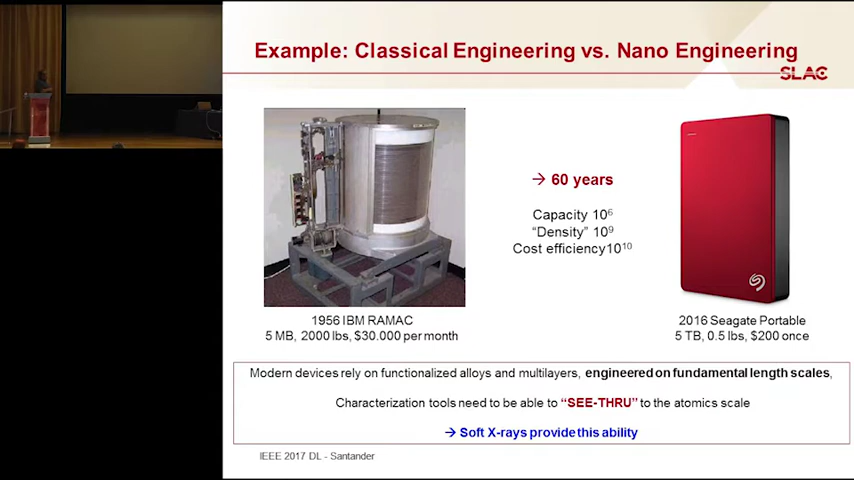 Example: Classical Engineering vs. Nano Engineering
SLAC
→ 60 years
Capacity 10⁶
“Density” 10⁹
Cost efficiency10¹⁰
1956 IBM RAMAC
5 MB, 2000 lbs, $30.000 per month
2016 Seagate Portable
5 TB, 0.5 lbs, $200 once
Modern devices rely on functionalized alloys and multilayers, engineered on fundamental length scales,
Characterization tools need to be able to “SEE-THRU” to the atomics scale
→ Soft X-rays provide this ability
IEEE 2017 DL - Santander